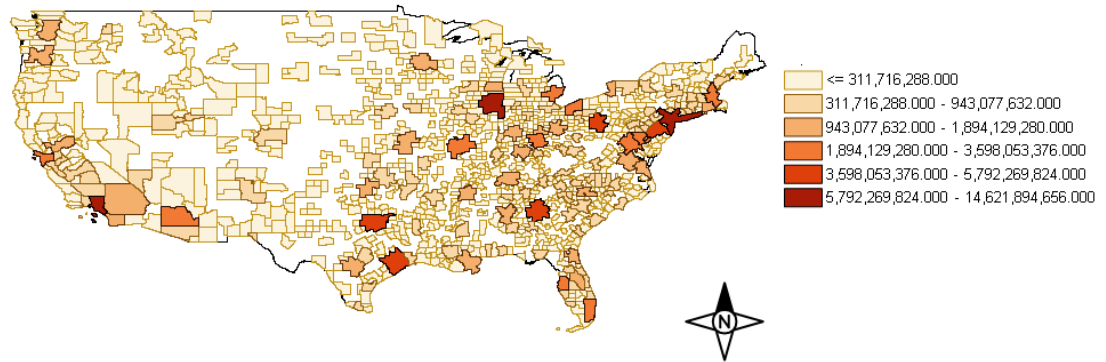 <= 311,716,288.000
311,716,288.000 - 943,077,632.000
943,077,632.000 - 1,894,129,280.000
1,894,129,280.000 - 3,598,053,376.000
3,598,053,376.000 - 5,792,269,824.000
5,792,269,824.000 - 14,621,894,656.000
N